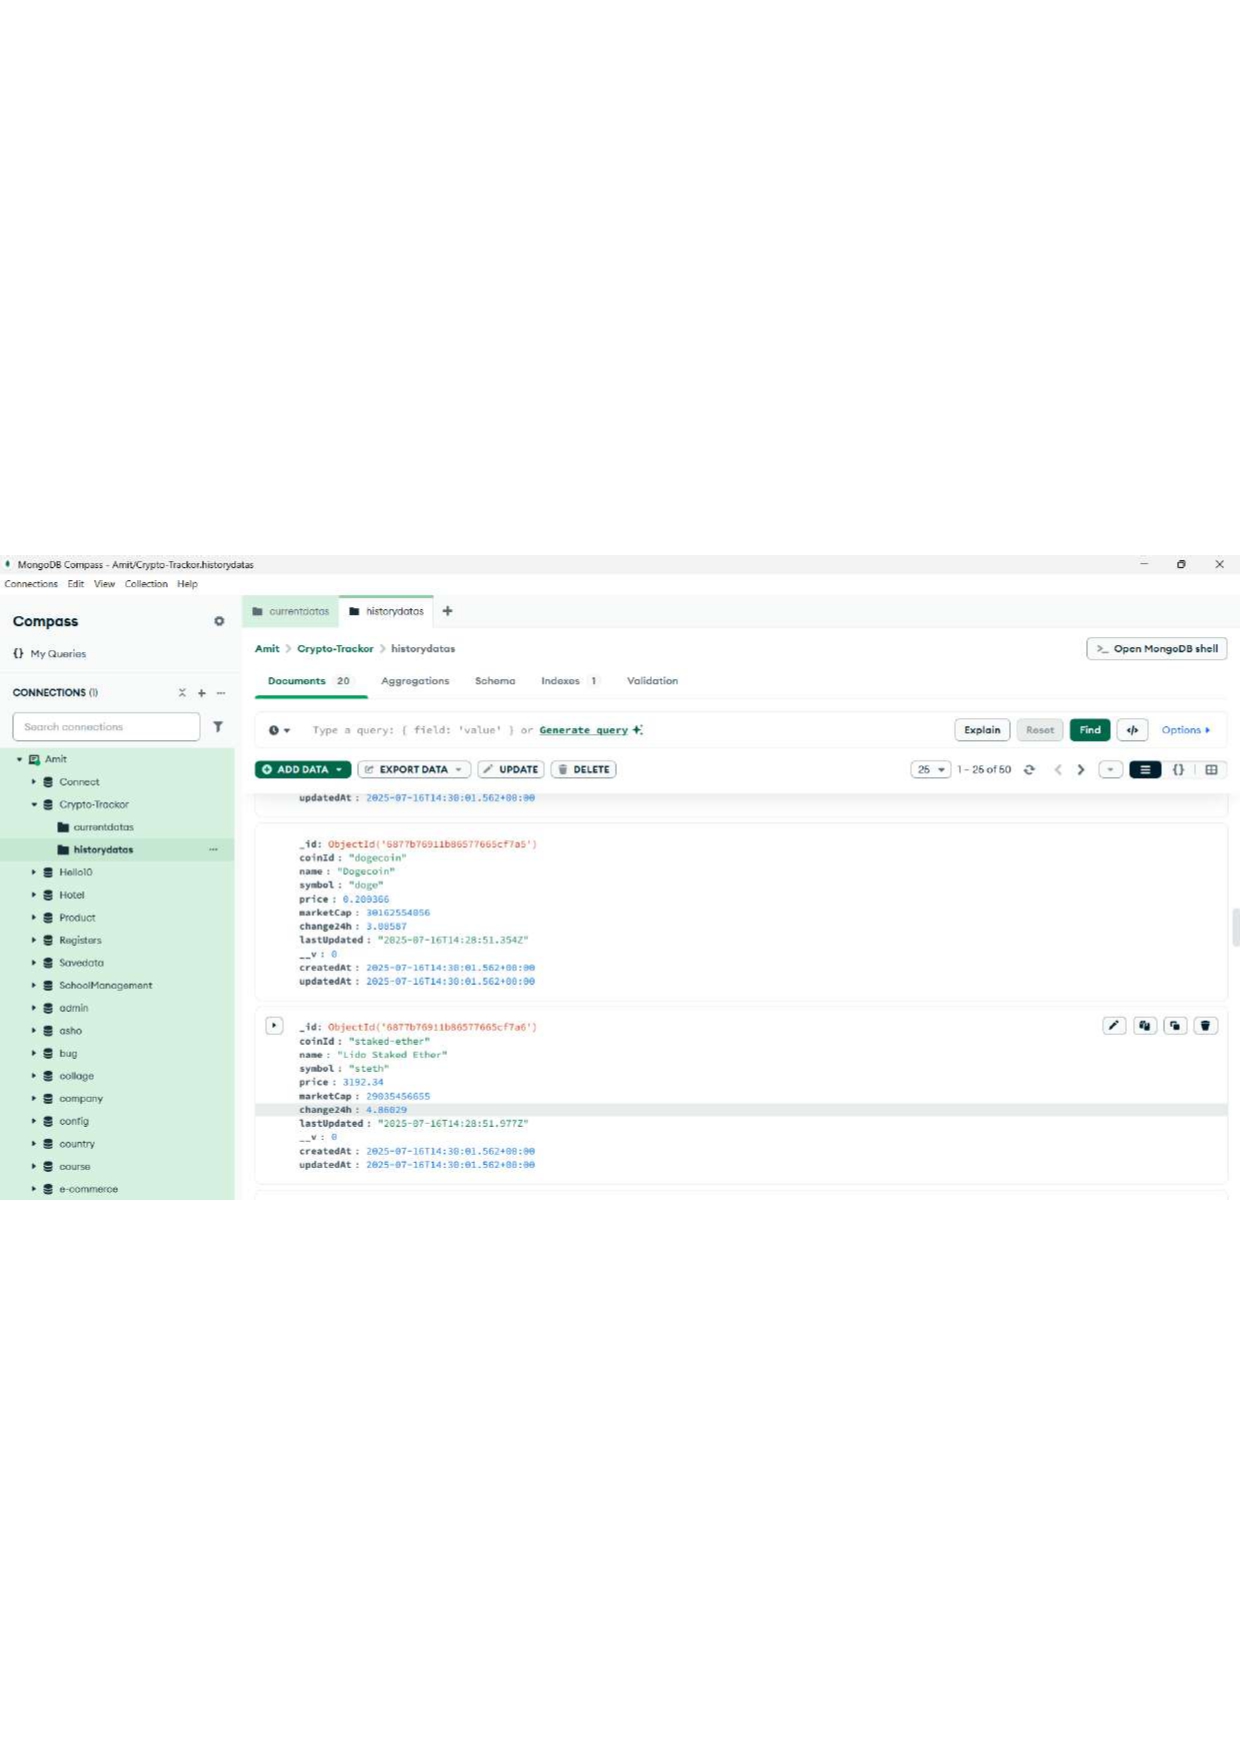 MongoDB Compass - Amit/Crypto-Trackor.historydatas
Connections Edit View Collection Help
Compass
{} My Queries
CONNECTIONS (1)
Search connections
Amit
Connect
Crypto-Trackor
currentdatas
historydatas
Hello10
Hotel
Product
Registers
Savedata
SchoolManagement
admin
asho
bug
collage
company
config
country
course
e-commerce
currentdatas historydatas +
Amit > Crypto-Trackor > historydatas
>_ Open MongoDB shell
Documents 20 Aggregations Schema Indexes 1 Validation
Type a query: { field: 'value' } or Generate query
Explain Reset Find </> Options
ADD DATA EXPORT DATA UPDATE DELETE
25 1 - 25 of 50 {}
updatedAt : 2025-07-16T14:30:01.562+00:00
_id: ObjectId('6877b76911b86577665cf7a5')
coinId : "dogecoin"
name : "Dogecoin"
symbol : "doge"
price : 0.209366
marketCap : 30162554056
change24h : 3.08587
lastUpdated : "2025-07-16T14:28:51.354Z"
__v : 0
createdAt : 2025-07-16T14:30:01.562+00:00
updatedAt : 2025-07-16T14:30:01.562+00:00
_id: ObjectId('6877b76911b86577665cf7a6')
coinId : "staked-ether"
name : "Lido Staked Ether"
symbol : "steth"
price : 3192.34
marketCap : 29035456655
change24h : 4.86029
lastUpdated : "2025-07-16T14:28:51.977Z"
__v : 0
createdAt : 2025-07-16T14:30:01.562+00:00
updatedAt : 2025-07-16T14:30:01.562+00:00